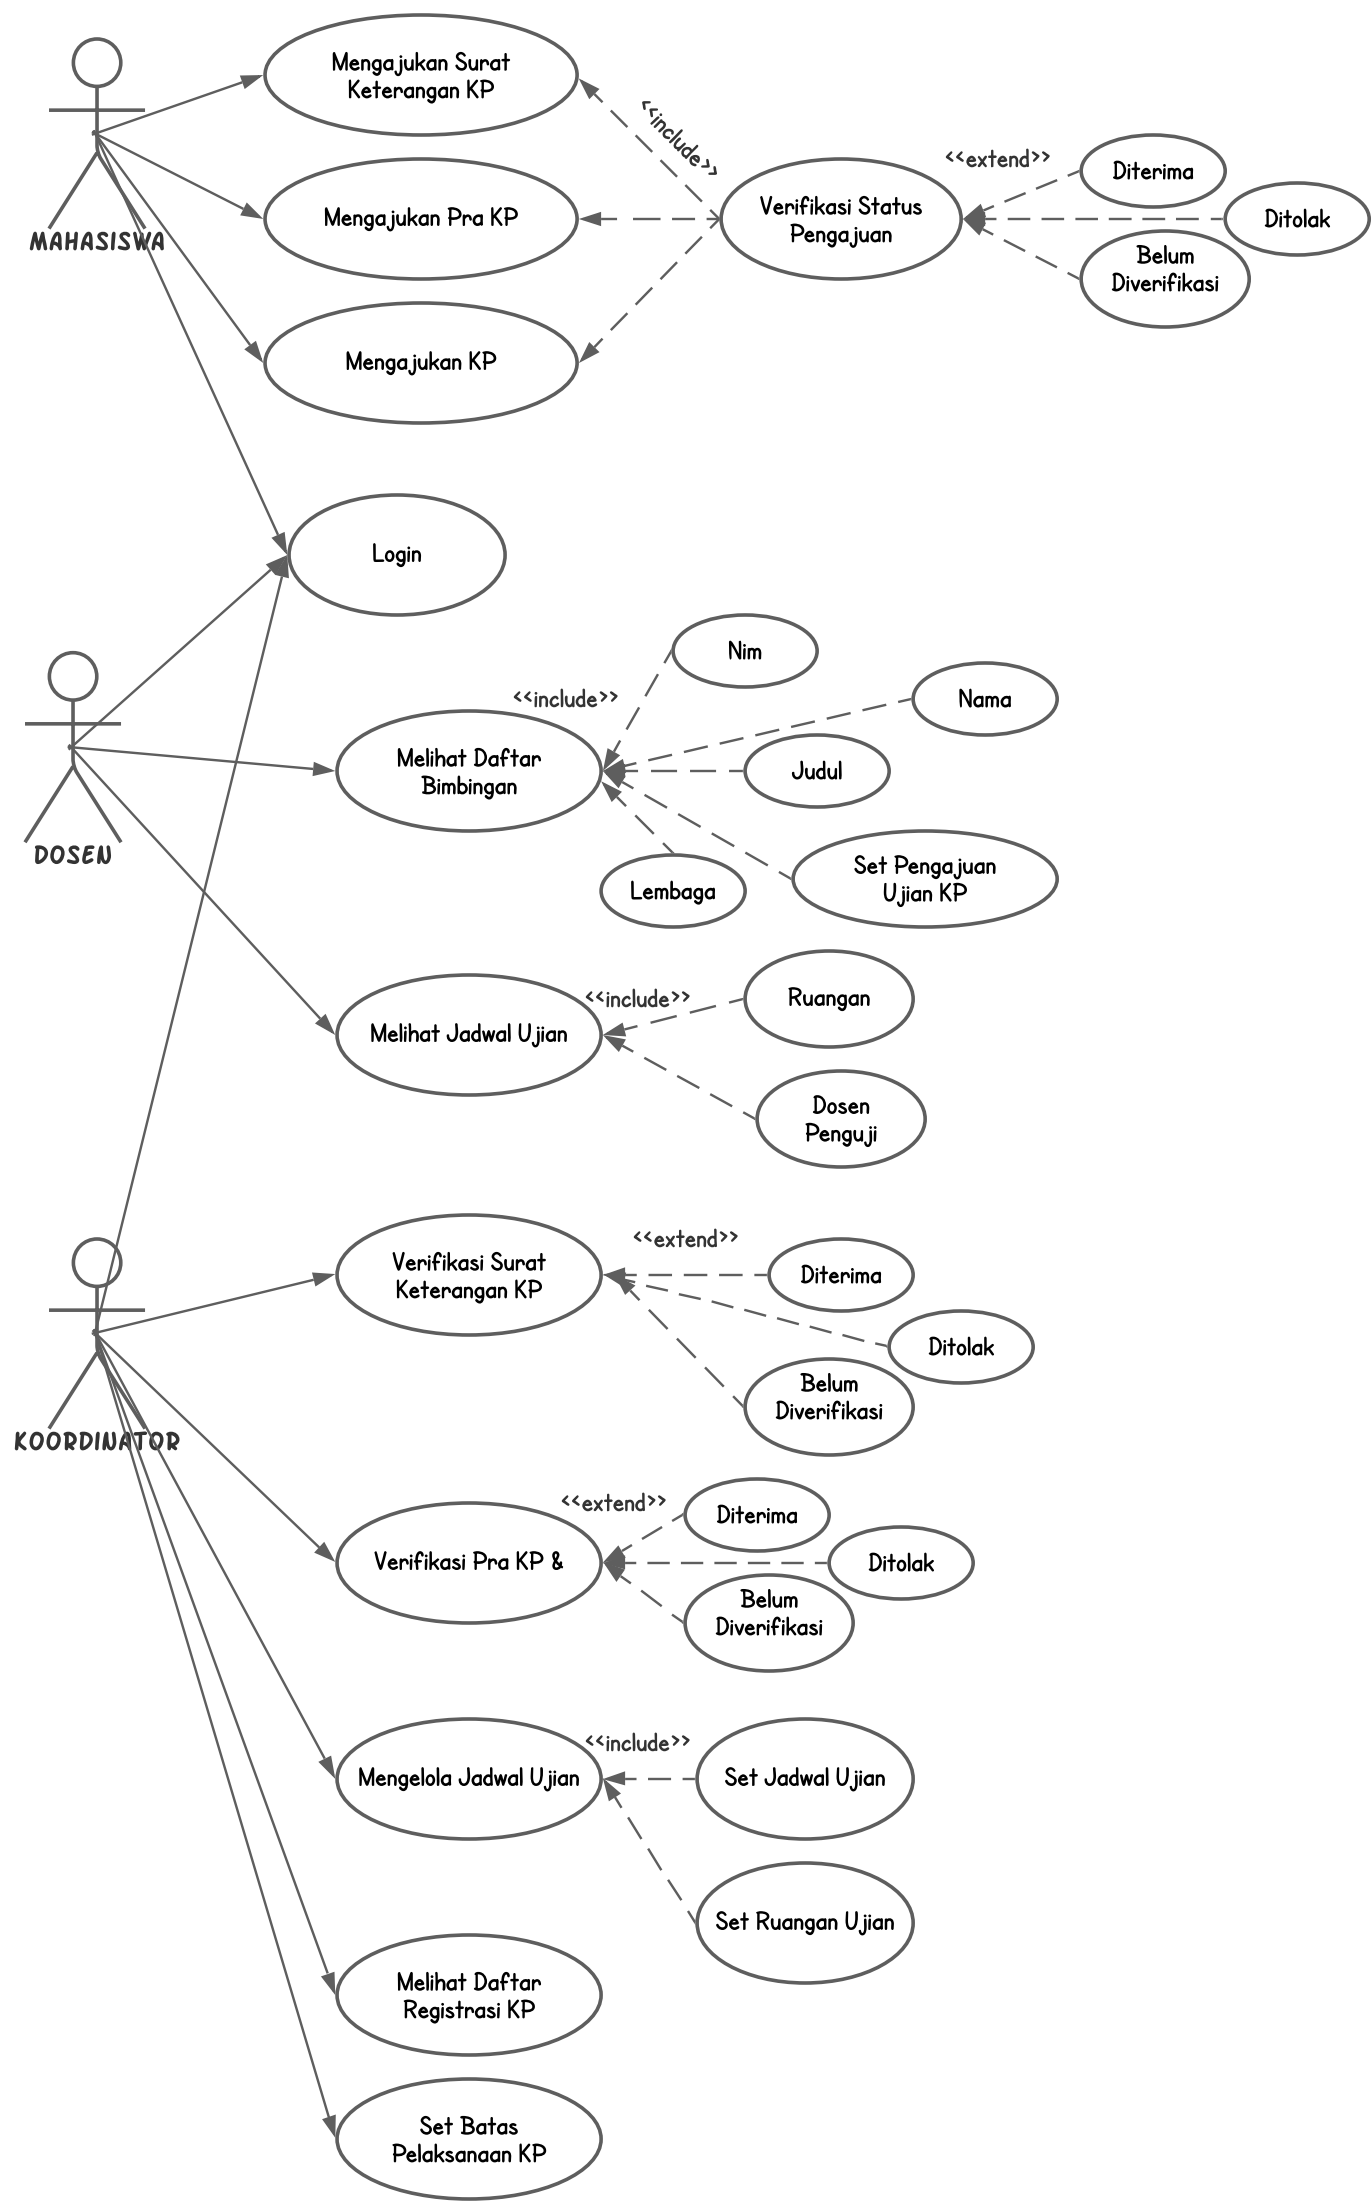 Mengajukan Surat
Keterangan KP
<<include>>
<<extend>>
Diterima
MAHASISWA
Mengajukan Pra KP
Verifikasi Status
Pengajuan
Ditolak
Belum
Diverifikasi
Mengajukan KP
Login
Nim
<<include>>
Nama
DOSEN
Melihat Daftar
Bimbingan
Judul
Set Pengajuan
Ujian KP
Lembaga
<<include>>
Ruangan
Melihat Jadwal Ujian
Dosen
Penguji
Verifikasi Surat
Keterangan KP
<<extend>>
Diterima
Ditolak
Belum
Diverifikasi
KOORDINATOR
<<extend>>
Diterima
Verifikasi Pra KP &
Ditolak
Belum
Diverifikasi
<<include>>
Mengelola Jadwal Ujian
Set Jadwal Ujian
Set Ruangan Ujian
Melihat Daftar
Registrasi KP
Set Batas
Pelaksanaan KP